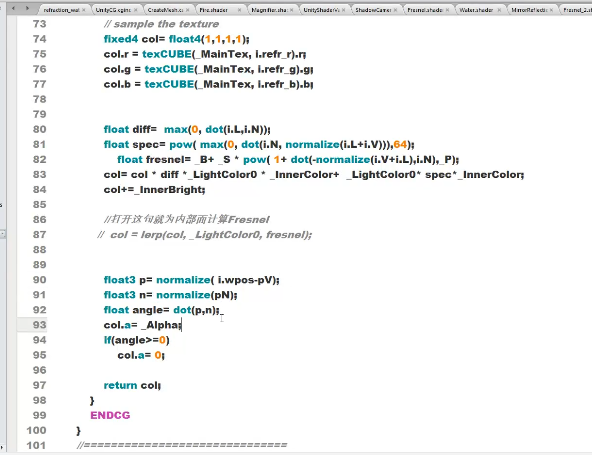 refraction_wat × UnityCG.cginc × CreateMesh.cs × Fire.shader × Magnifier.sha × UnityShaderVa × ShadowCamer × Fresnel.shader × Water.shader × MirrorReflectio × Fresnel_2.sl
73 // sample the texture
74 fixed4 col= float4(1,1,1,1);
75 col.r = texCUBE(_MainTex, i.refr_r).r;
76 col.g = texCUBE(_MainTex, i.refr_g).g;
77 col.b = texCUBE(_MainTex, i.refr_b).b;
78
79
80 float diff= max(0, dot(i.L,i.N));
81 float spec= pow( max(0, dot(i.N, normalize(i.L+i.V))),64);
82 float fresnel= _B+ _S * pow( 1+ dot(-normalize(i.V+i.L),i.N),_P);
83 col= col * diff *_LightColor0 * _InnerColor+ _LightColor0* spec*_InnerColor;
84 col+=_InnerBright;
85
86 //打开这句就为内部面计算Fresnel
87 // col = lerp(col, _LightColor0, fresnel);
88
89
90 float3 p= normalize( i.wpos-pV);
91 float3 n= normalize(pN);
92 float angle= dot(p,n);
93 col.a= _Alpha;
94 if(angle>=0)
95 col.a= 0;
96
97 return col;
98 }
99 ENDCG
100 }
101 //==============================